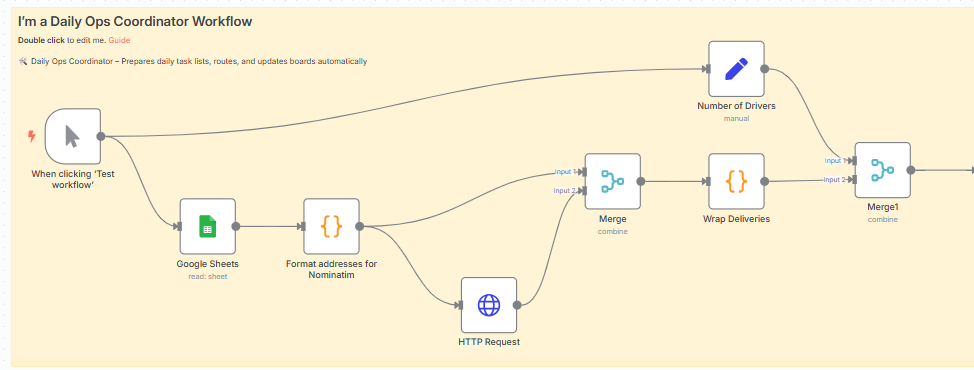 I'm a Daily Ops Coordinator Workflow
Double click to edit me. Guide
🛠 Daily Ops Coordinator – Prepares daily task lists, routes, and updates boards automatically
Number of Drivers
manual
When clicking 'Test
workflow'
Input 1
Input 2
Merge
combine
Wrap Deliveries
Input 1
Input 2
Merge1
combine
Google Sheets
read: sheet
Format addresses for
Nominatim
HTTP Request